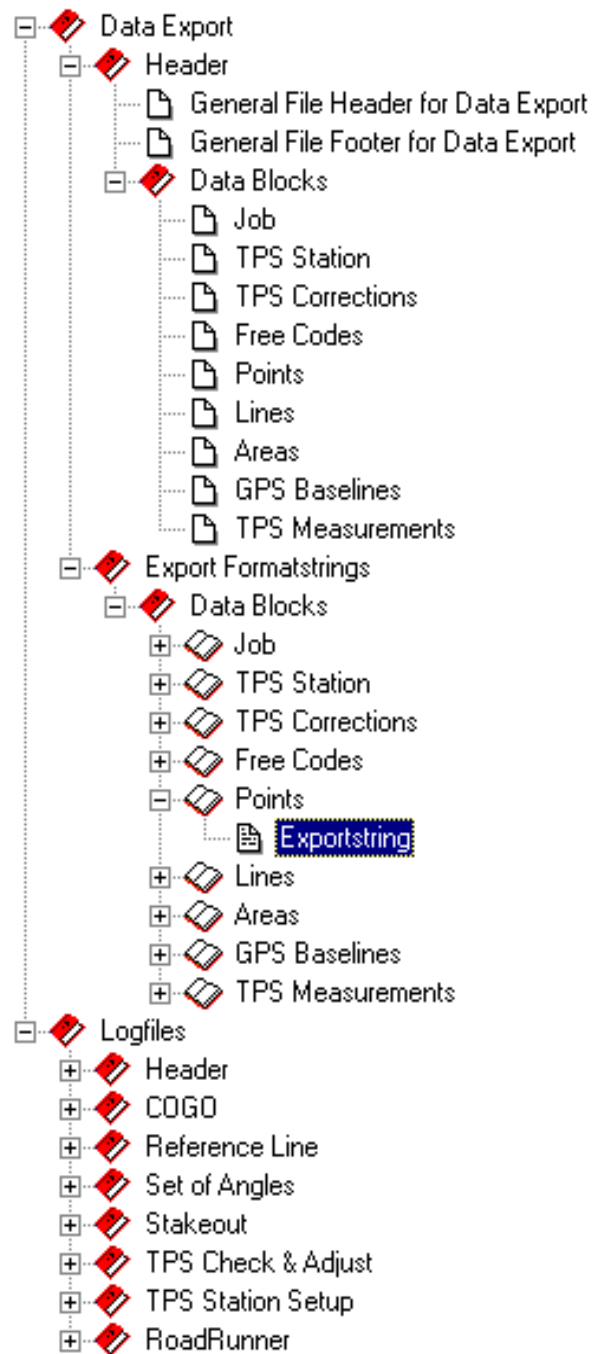 Data Export
Header
General File Header for Data Export
General File Footer for Data Export
Data Blocks
Job
TPS Station
TPS Corrections
Free Codes
Points
Lines
Areas
GPS Baselines
TPS Measurements
Export Formatstrings
Data Blocks
Job
TPS Station
TPS Corrections
Free Codes
Points
Exportstring
Lines
Areas
GPS Baselines
TPS Measurements
Logfiles
Header
COGO
Reference Line
Set of Angles
Stakeout
TPS Check & Adjust
TPS Station Setup
RoadRunner